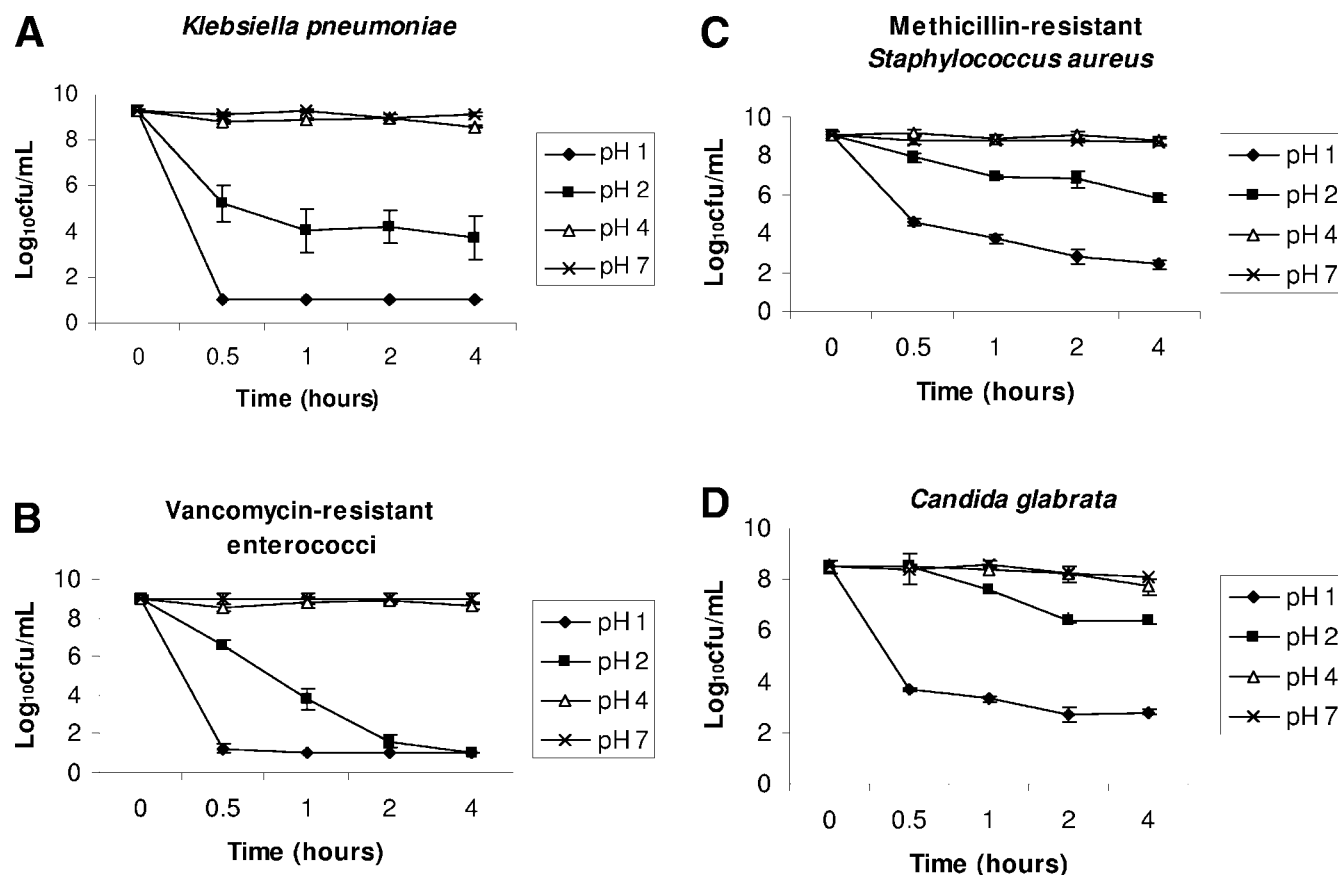 A
Klebsiella pneumoniae
Log₁₀cfu/mL
10
8
6
4
2
0
0 0.5 1 2 4
Time (hours)
pH 1
pH 2
pH 4
pH 7
C
Methicillin-resistant
Staphylococcus aureus
Log₁₀cfu/mL
10
8
6
4
2
0
0 0.5 1 2 4
Time (hours)
pH 1
pH 2
pH 4
pH 7
B
Vancomycin-resistant
enterococci
Log₁₀cfu/mL
10
8
6
4
2
0
0 0.5 1 2 4
Time (hours)
pH 1
pH 2
pH 4
pH 7
D
Candida glabrata
Log₁₀cfu/mL
10
8
6
4
2
0
0 0.5 1 2 4
Time (hours)
pH 1
pH 2
pH 4
pH 7